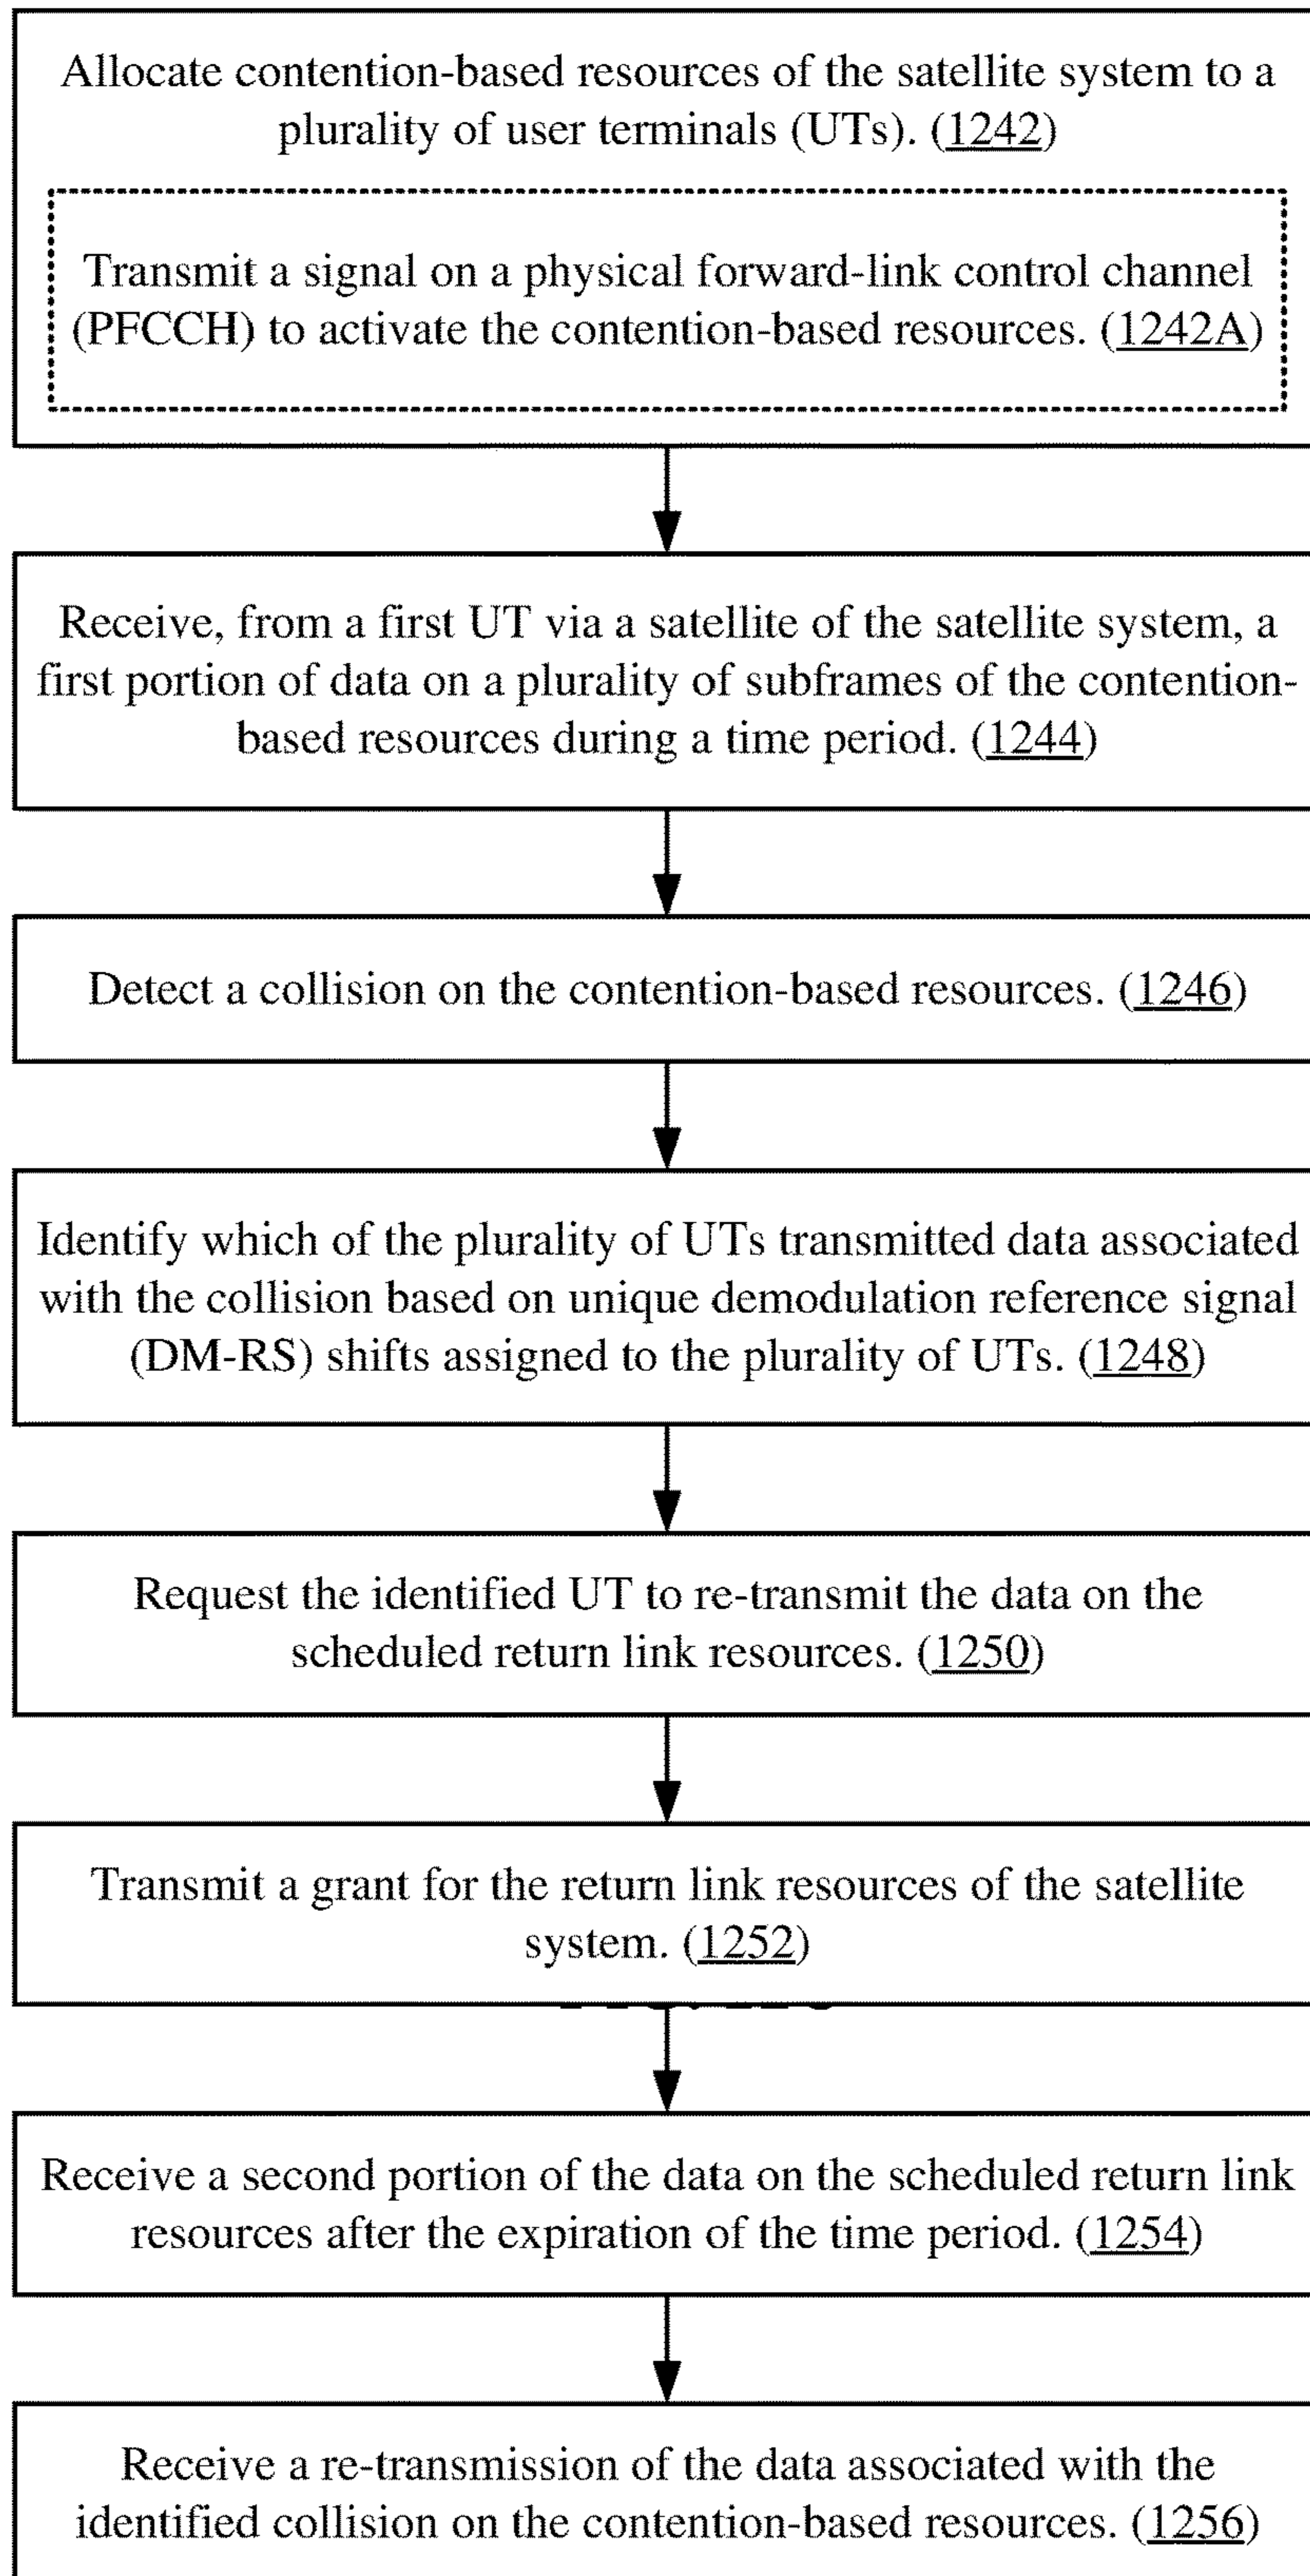 Allocate contention-based resources of the satellite system to a
plurality of user terminals (UTs). (1242)
Transmit a signal on a physical forward-link control channel
(PFCCH) to activate the contention-based resources. (1242A)
Receive, from a first UT via a satellite of the satellite system, a
first portion of data on a plurality of subframes of the contention-
based resources during a time period. (1244)
Detect a collision on the contention-based resources. (1246)
Identify which of the plurality of UTs transmitted data associated
with the collision based on unique demodulation reference signal
(DM-RS) shifts assigned to the plurality of UTs. (1248)
Request the identified UT to re-transmit the data on the
scheduled return link resources. (1250)
Transmit a grant for the return link resources of the satellite
system. (1252)
Receive a second portion of the data on the scheduled return link
resources after the expiration of the time period. (1254)
Receive a re-transmission of the data associated with the
identified collision on the contention-based resources. (1256)